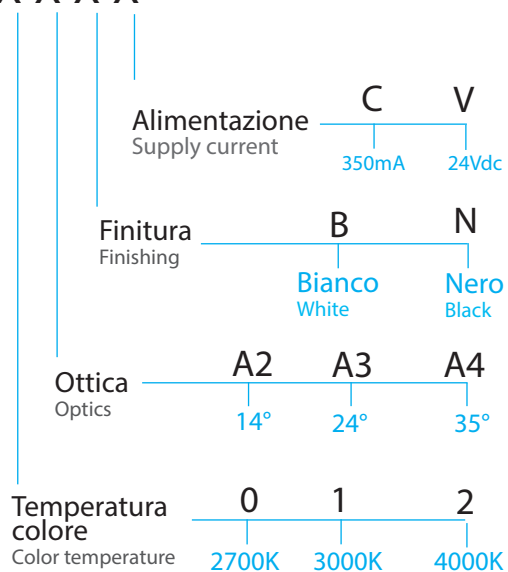 C V
Alimentazione
Supply current
350mA 24Vdc
B N
Finitura
Finishing
Bianco Nero
White Black
A2 A3 A4
Ottica
Optics
14° 24° 35°
0 1 2
Temperatura
colore
Color temperature
2700K 3000K 4000K